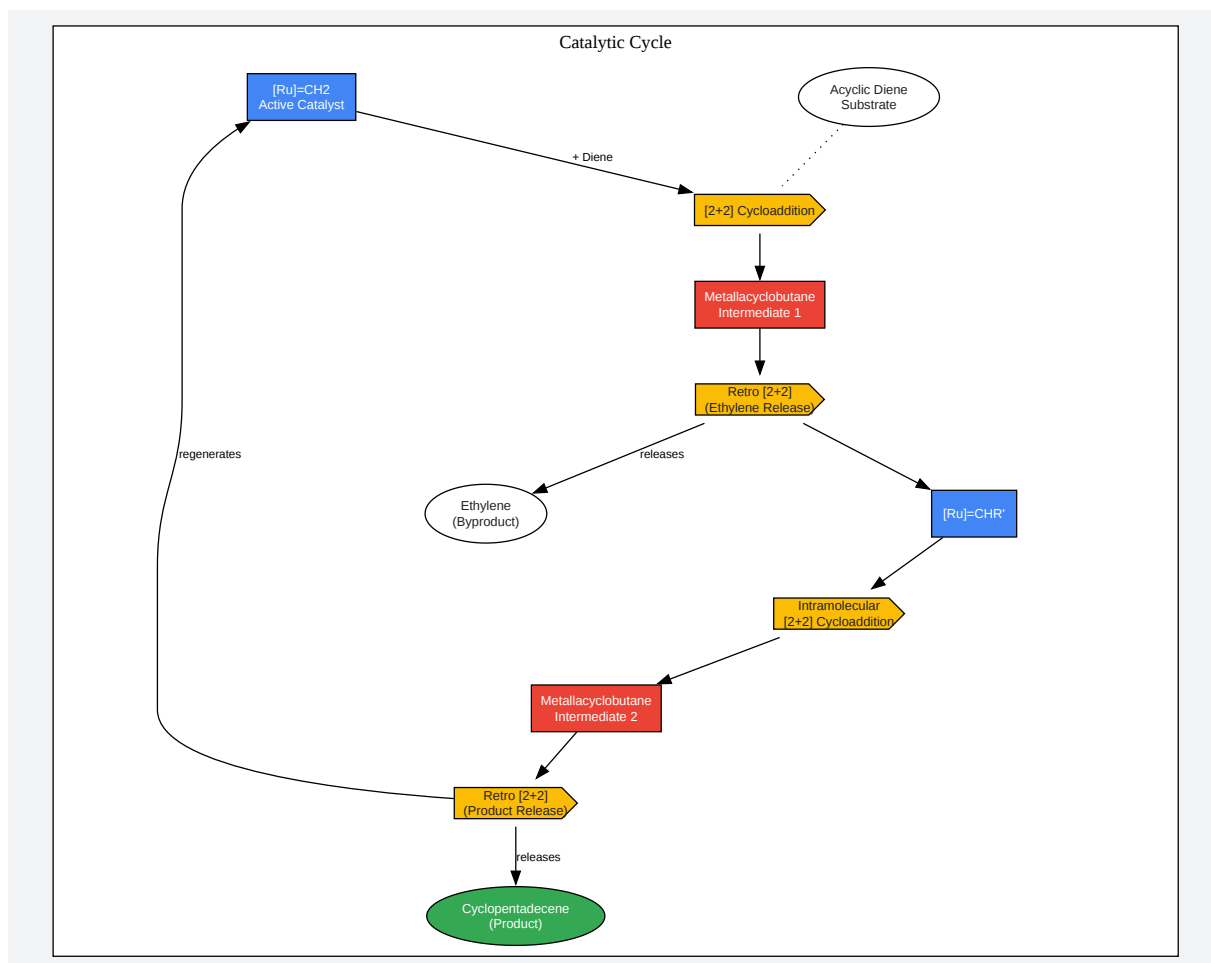 Catalytic Cycle
[Ru]=CH2
Active Catalyst
Acyclic Diene
Substrate
+ Diene
[2+2] Cycloaddition
Metallacyclobutane
Intermediate 1
Retro [2+2]
(Ethylene Release)
regenerates
releases
Ethylene
(Byproduct)
[Ru]=CHR'
Intramolecular
[2+2] Cycloaddition
Metallacyclobutane
Intermediate 2
Retro [2+2]
(Product Release)
releases
Cyclopentadecene
(Product)